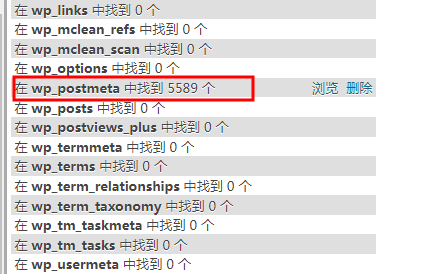 在 wp_links 中找到 0 个
在 wp_mclean_refs 中找到 0 个
在 wp_mclean_scan 中找到 0 个
在 wp_options 中找到 0 个
在 wp_postmeta 中找到 5589 个 浏览 删除
在 wp_posts 中找到 0 个
在 wp_postviews_plus 中找到 0 个
在 wp_termmeta 中找到 0 个
在 wp_terms 中找到 0 个
在 wp_term_relationships 中找到 0 个
在 wp_term_taxonomy 中找到 0 个
在 wp_tm_taskmeta 中找到 0 个
在 wp_tm_tasks 中找到 0 个
在 wp_usermeta 中找到 0 个